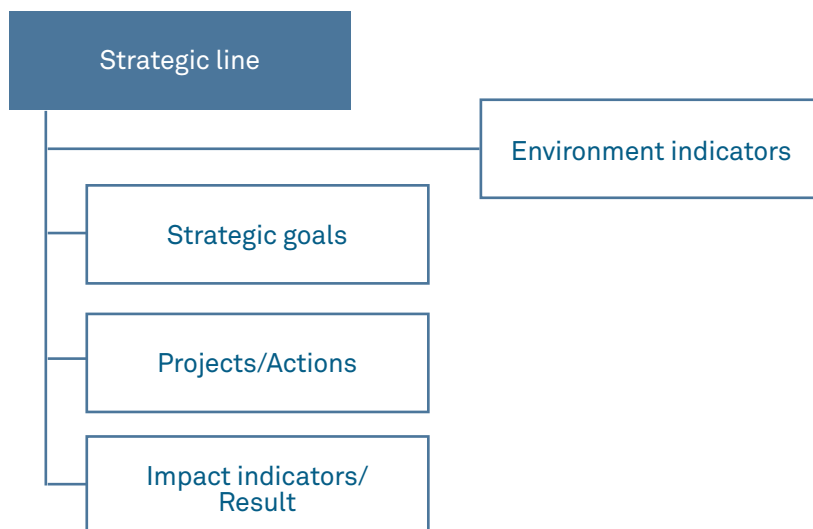 Strategic line
Environment indicators
Strategic goals
Projects/Actions
Impact indicators/
Result